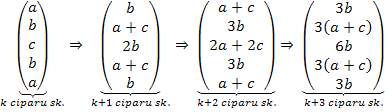 a b a + c 3b
b a + c 3b 3(a + c)
c ⇒ 2b ⇒ 2a + 2c ⇒ 6b
b a + c 3b 3(a + c)
a b a + c 3b
k ciparu sk. k+1 ciparu sk. k+2 ciparu sk. k+3 ciparu sk.